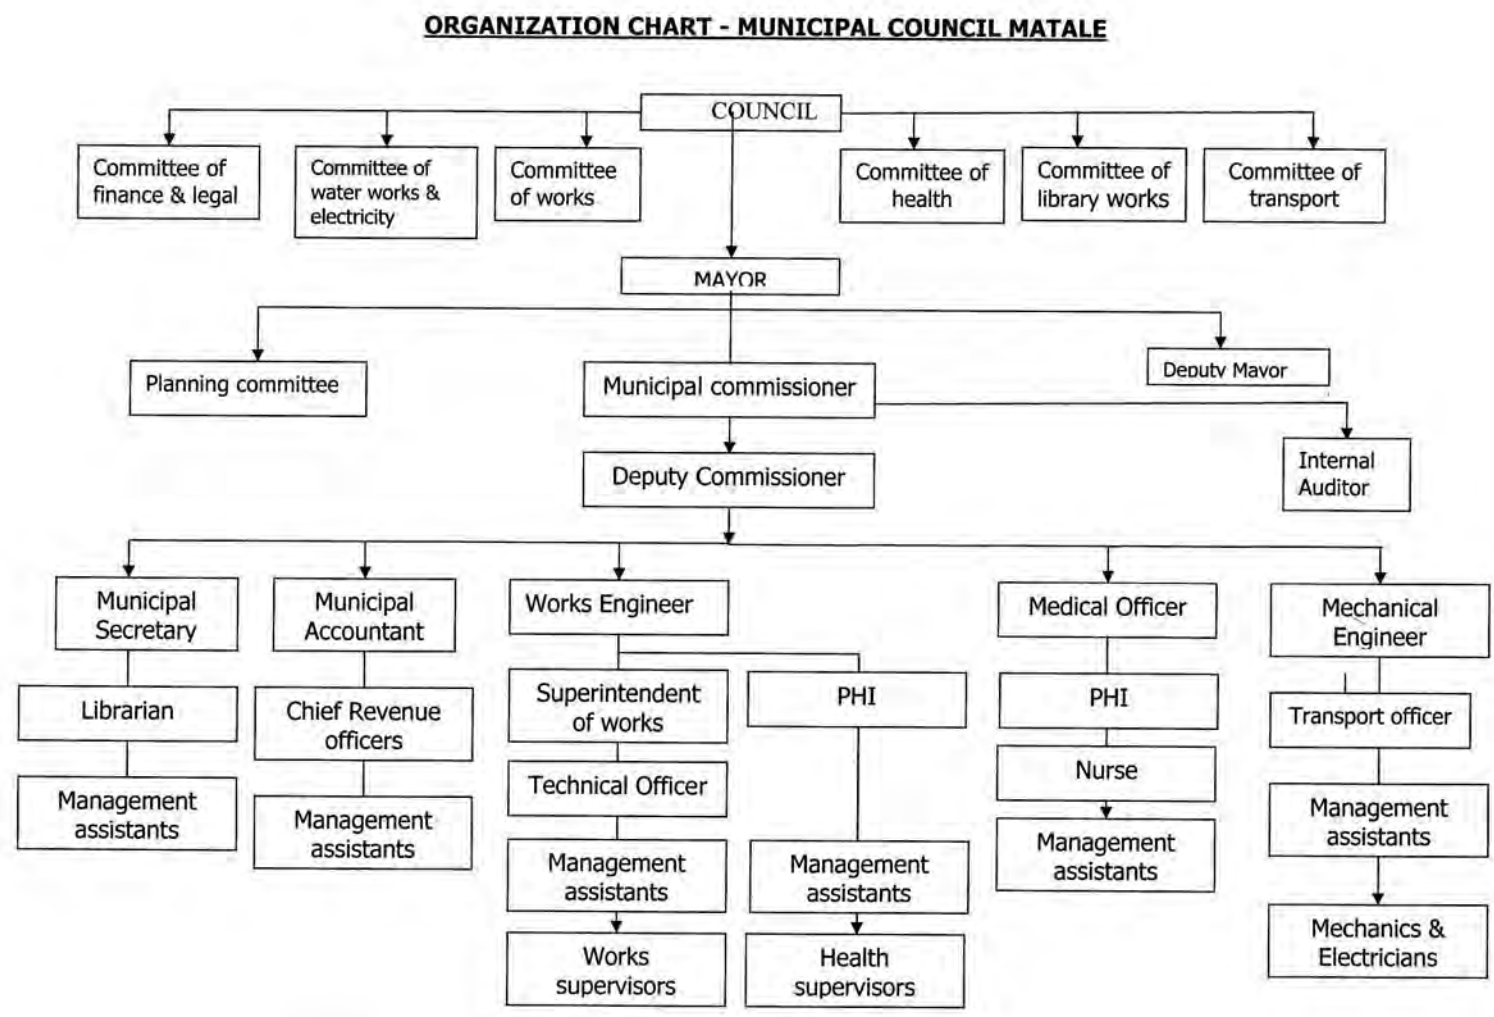 ORGANIZATION CHART - MUNICIPAL COUNCIL MATALE
COUNCIL
Committee of
finance & legal
Committee of
water works &
electricity
Committee
of works
Committee of
health
Committee of
library works
Committee of
transport
MAYOR
Planning committee
Municipal commissioner
Deputy Mayor
Deputy Commissioner
Internal
Auditor
Municipal
Secretary
Municipal
Accountant
Works Engineer
Medical Officer
Mechanical
Engineer
Librarian
Chief Revenue
officers
Superintendent
of works
PHI
PHI
Transport officer
Management
assistants
Management
assistants
Technical Officer
Nurse
Management
assistants
Management
assistants
Management
assistants
Management
assistants
Works
supervisors
Health
supervisors
Mechanics &
Electricians